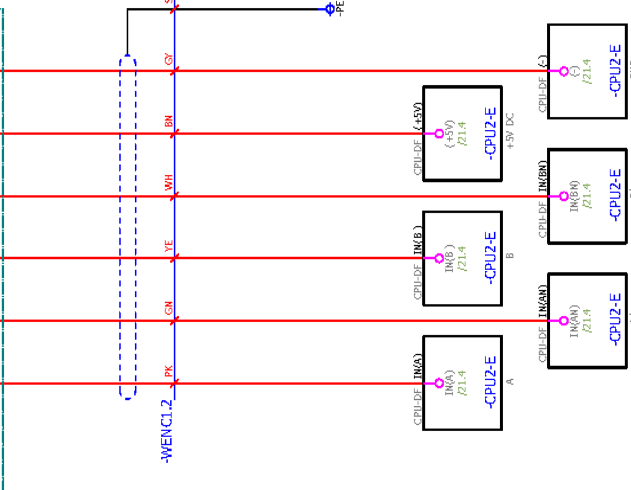 -PE
GY
BN
WH
YE
GN
PK
-WENC1.2
CPU-DF
(-)
(-)
/21.4
-CPU2-E
CPU-DF
(+5V)
(+5V)
/21.4
-CPU2-E
+5V DC
CPU-DF
IN(BN)
IN(BN)
/21.4
-CPU2-E
CPU-DF
IN(B)
IN(B)
/21.4
-CPU2-E
B
CPU-DF
IN(AN)
IN(AN)
/21.4
-CPU2-E
CPU-DF
IN(A)
IN(A)
/21.4
-CPU2-E
A